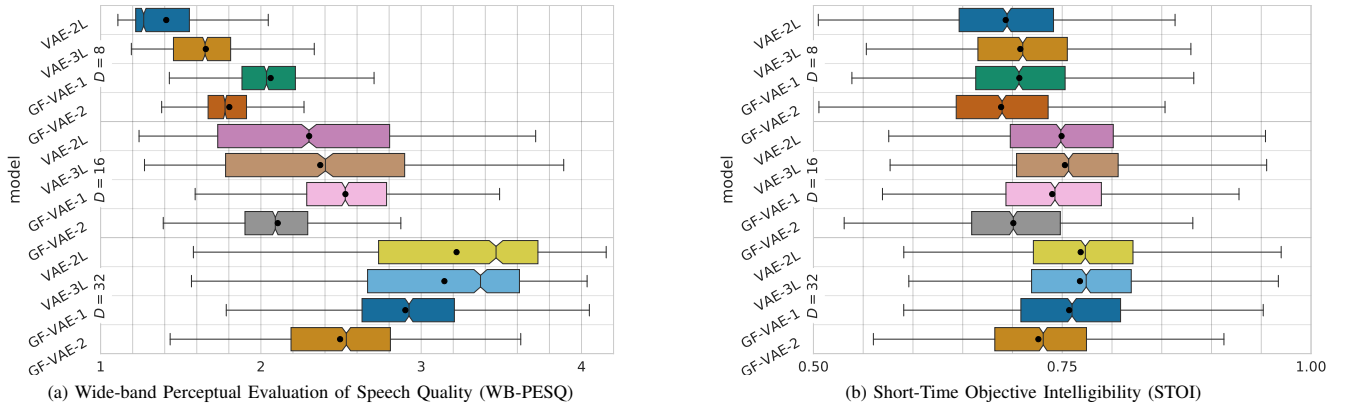 model
VAE-2L
VAE-3L
GF-VAE-1
GF-VAE-2
D = 8
VAE-2L
VAE-3L
GF-VAE-1
GF-VAE-2
D = 16
VAE-2L
VAE-3L
GF-VAE-1
GF-VAE-2
D = 32
1 2 3 4
(a) Wide-band Perceptual Evaluation of Speech Quality (WB-PESQ)
model
VAE-2L
VAE-3L
GF-VAE-1
GF-VAE-2
D = 8
VAE-2L
VAE-3L
GF-VAE-1
GF-VAE-2
D = 16
VAE-2L
VAE-3L
GF-VAE-1
GF-VAE-2
D = 32
0.50 0.75 1.00
(b) Short-Time Objective Intelligibility (STOI)